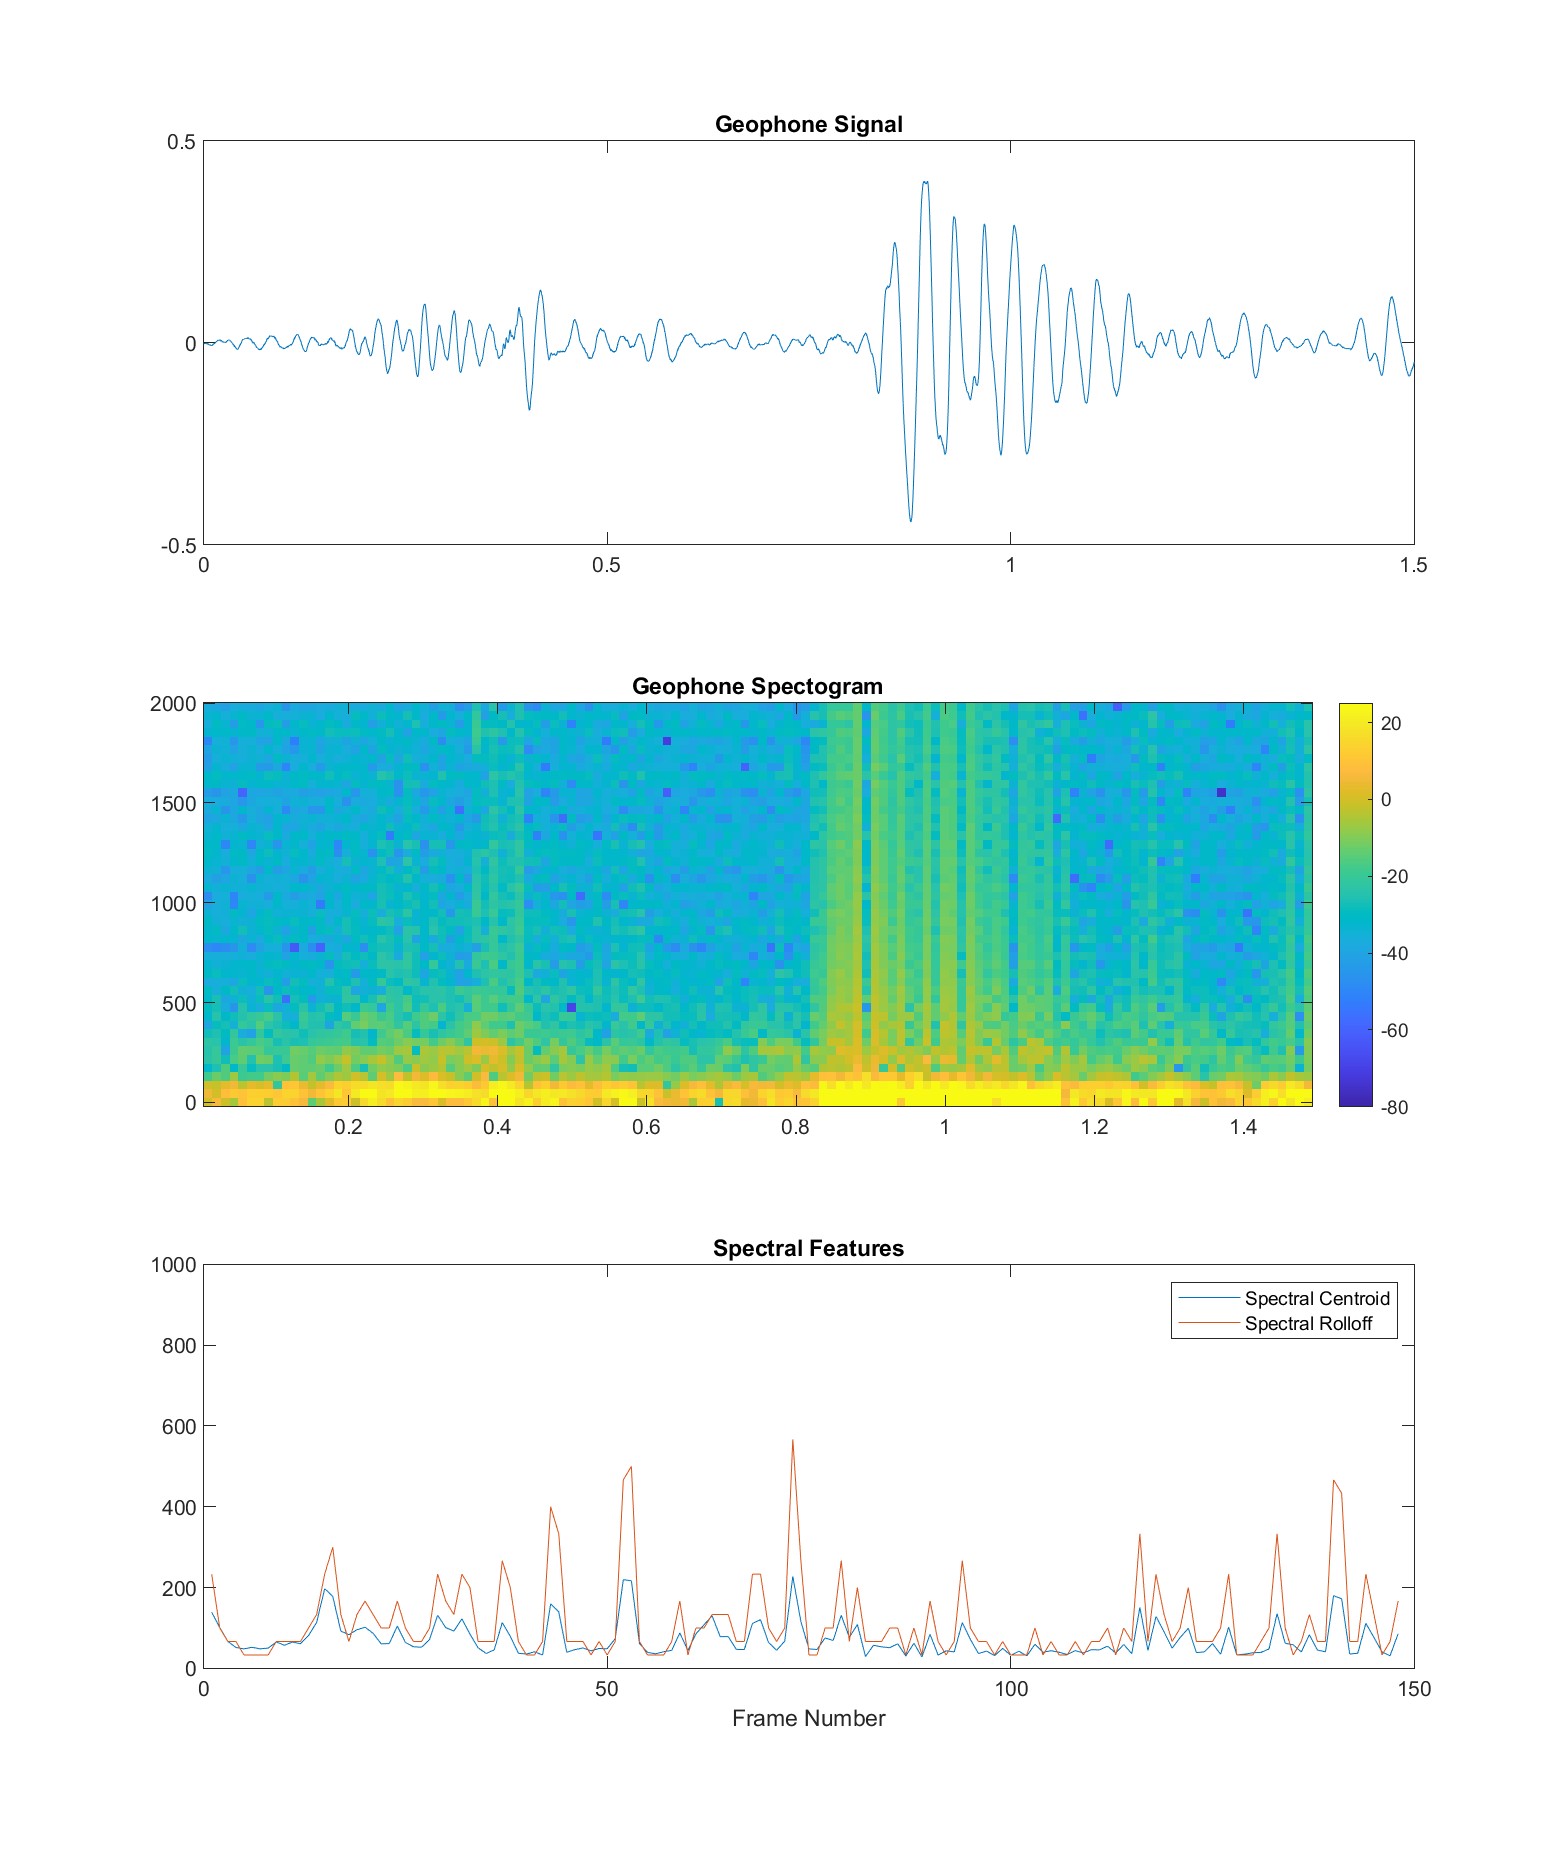 Geophone Signal
0.5
0
-0.5
0 0.5 1 1.5
Geophone Spectogram
2000
1500
1000
500
0
0.2 0.4 0.6 0.8 1 1.2 1.4
20
0
-20
-40
-60
-80
Spectral Features
1000
800
600
400
200
0
Spectral Centroid
Spectral Rolloff
0 50 100 150
Frame Number